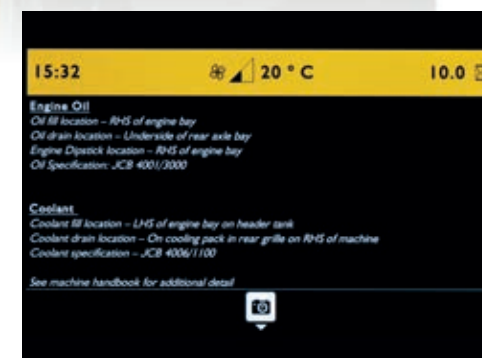 15:32 20 ° C 10.0
Engine Oil
Oil fill location – RHS of engine bay
Oil drain location – Underside of rear axle bay
Engine Dipstick location – RHS of engine bay
Oil Specification: JCB 4001/3000
Coolant
Coolant fill location – LHS of engine bay on header tank
Coolant drain location – On cooling pack in rear grille on RHS of machine
Coolant specification – JCB 4006/1100
See machine handbook for additional detail